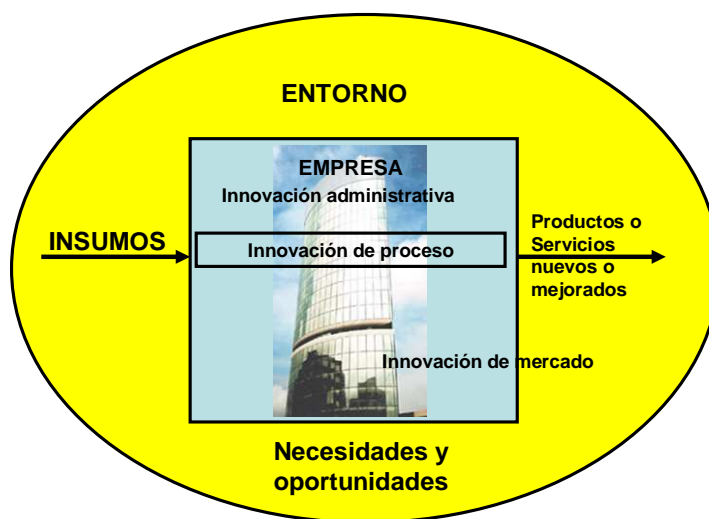 ENTORNO
EMPRESA
Innovación administrativa
INSUMOS
Innovación de proceso
Productos o
Servicios
nuevos o
mejorados
Innovación de mercado
Necesidades y
oportunidades